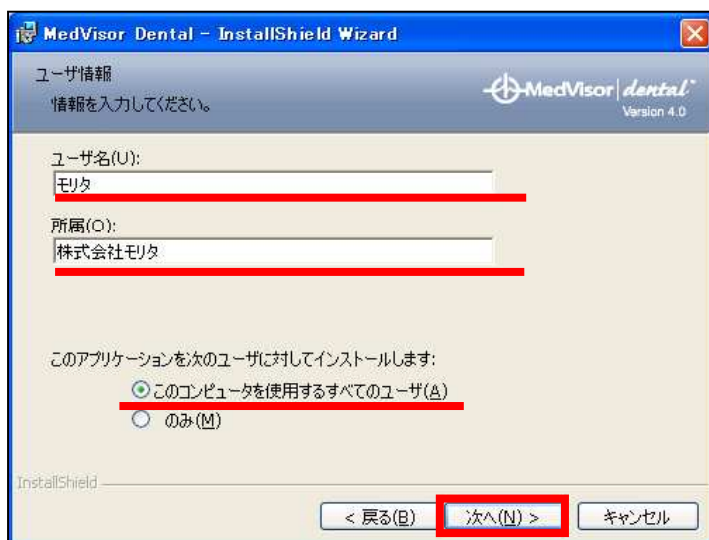 MedVisor Dental - InstallShield Wizard
ユーザ情報
情報を入力してください。
MedVisor dental
Version 4.0
ユーザ名(U):
モリタ
所属(O):
株式会社モリタ
このアプリケーションを次のユーザに対してインストールします:
このコンピュータを使用するすべてのユーザ(A)
のみ(M)
InstallShield
< 戻る(B) 次へ(N) > キャンセル